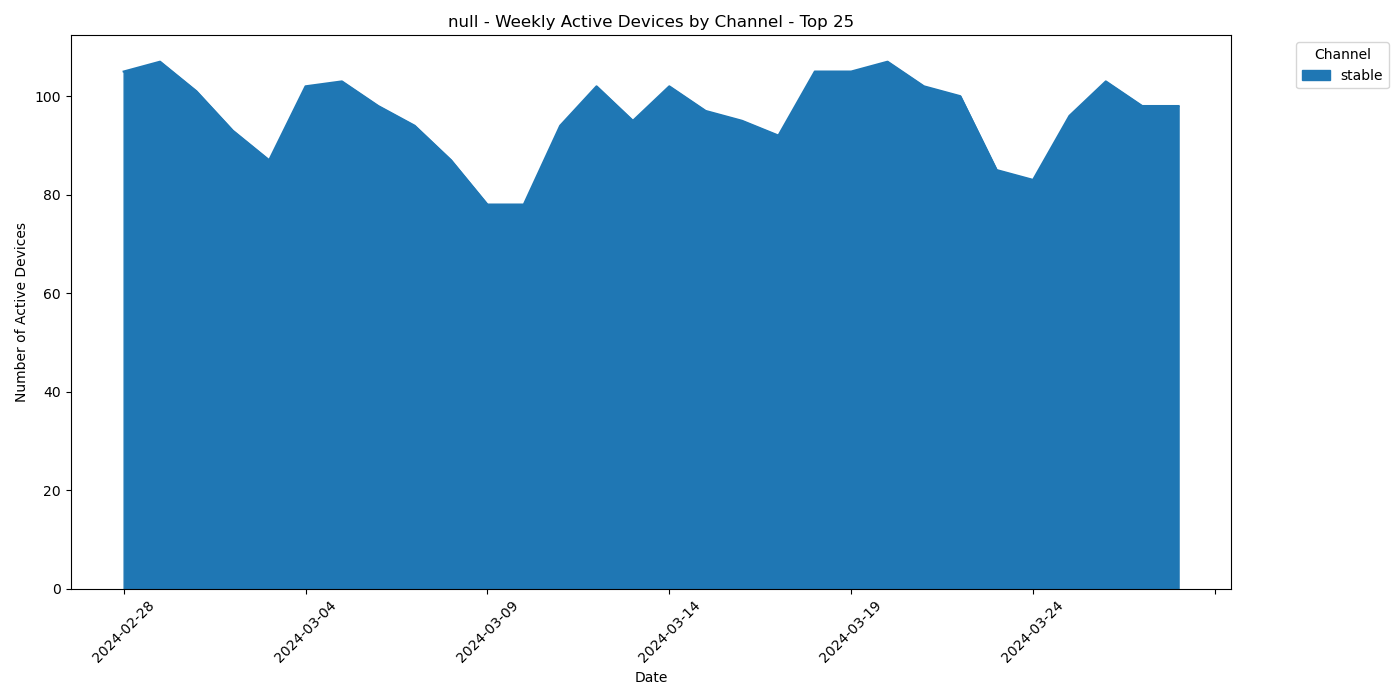 null - Weekly Active Devices by Channel - Top 25
Channel
stable
Number of Active Devices
100
80
60
40
20
0
2024-02-28
2024-03-04
2024-03-09
2024-03-14
2024-03-19
2024-03-24
Date